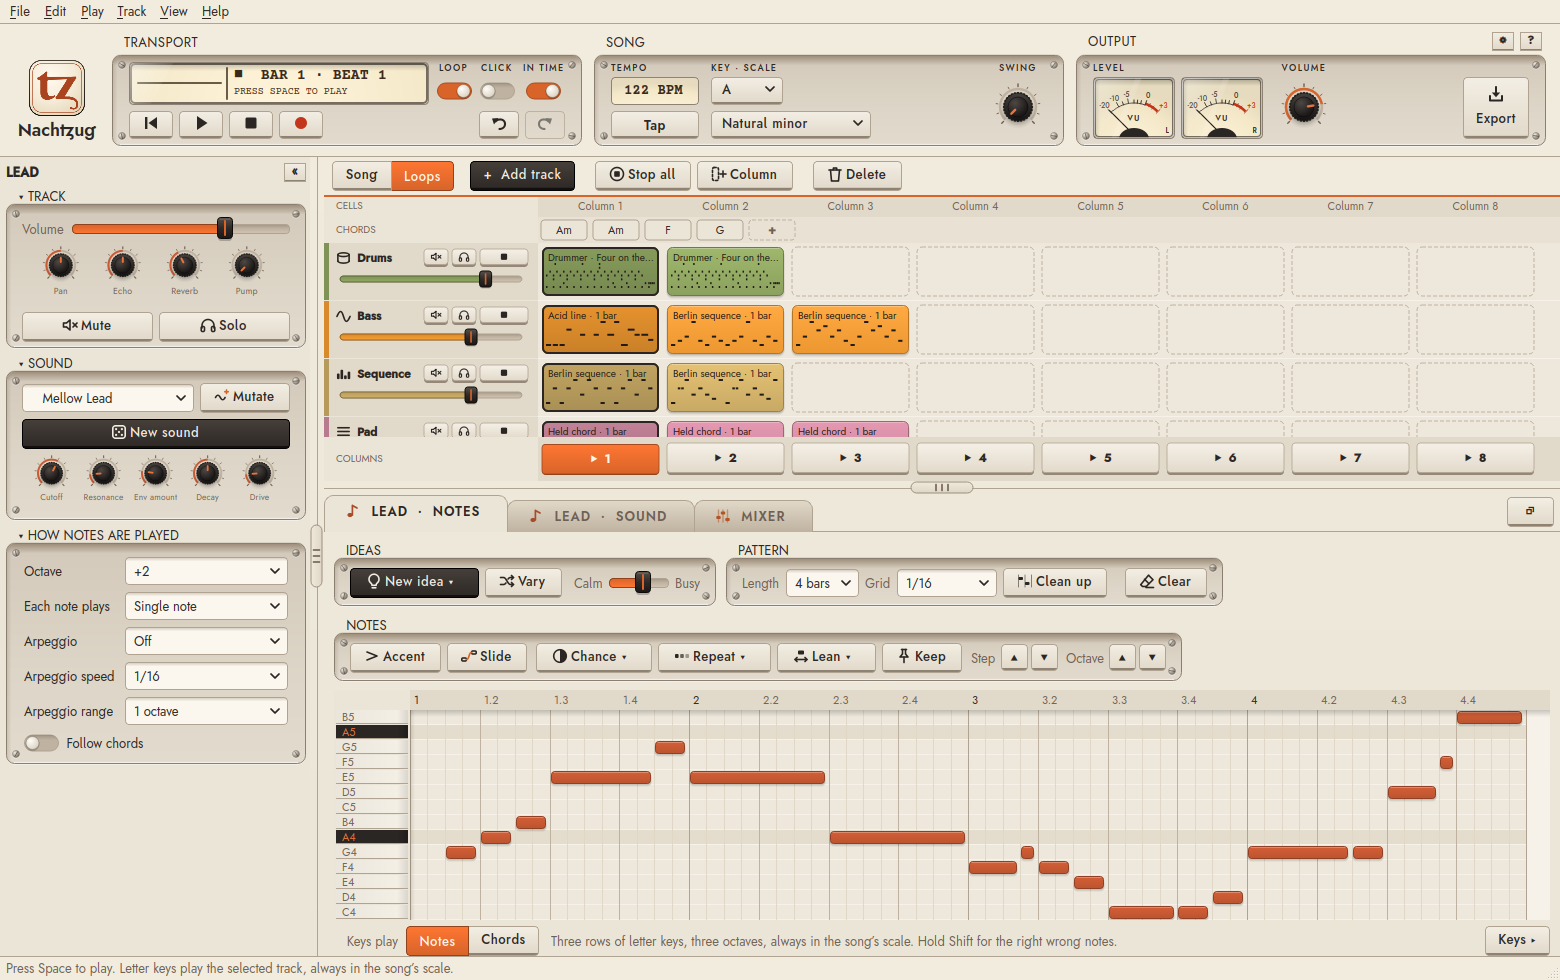 File Edit Play Track View Help
TRANSPORT
SONG
OUTPUT
?
tz
Nachtzug
BAR 1 · BEAT 1
PRESS SPACE TO PLAY
LOOP CLICK IN TIME
TEMPO
122 BPM
Tap
KEY · SCALE
A
Natural minor
SWING
LEVEL
-20 -10 -5 0 +3
VU
L
-20 -10 -5 0 +3
VU
R
VOLUME
Export
LEAD
«
TRACK
Volume
Pan Echo Reverb Pump
Mute Solo
SOUND
Mellow Lead Mutate
New sound
Cutoff Resonance Env amount Decay Drive
HOW NOTES ARE PLAYED
Octave +2
Each note plays Single note
Arpeggio Off
Arpeggio speed 1/16
Arpeggio range 1 octave
Follow chords
Song Loops + Add track Stop all Column Delete
CELLS Column 1 Column 2 Column 3 Column 4 Column 5 Column 6 Column 7 Column 8
CHORDS Am Am F G +
Drums Drummer · Four on the... Drummer · Four on the...
Bass Acid line · 1 bar Berlin sequence · 1 bar Berlin sequence · 1 bar
Sequence Berlin sequence · 1 bar Berlin sequence · 1 bar
Pad Held chord · 1 bar Held chord · 1 bar Held chord · 1 bar
COLUMNS 1 2 3 4 5 6 7 8
LEAD · NOTES LEAD · SOUND MIXER
IDEAS
New idea Vary Calm Busy
PATTERN
Length 4 bars Grid 1/16 Clean up Clear
NOTES
Accent Slide Chance Repeat Lean Keep Step Octave
1 1.2 1.3 1.4 2 2.2 2.3 2.4 3 3.2 3.3 3.4 4 4.2 4.3 4.4
B5
A5
G5
F5
E5
D5
C5
B4
A4
G4
F4
E4
D4
C4
Keys play Notes Chords Three rows of letter keys, three octaves, always in the song's scale. Hold Shift for the right wrong notes. Keys
Press Space to play. Letter keys play the selected track, always in the song's scale.